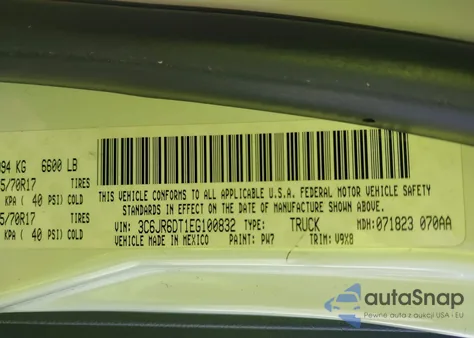 094 KG 6600 LB
5/70R17 TIRES
KPA( 40 PSI) COLD
5/70R17 TIRES
KPA( 40 PSI) COLD
THIS VEHICLE CONFORMS TO ALL APPLICABLE U.S.A. FEDERAL MOTOR VEHICLE SAFETY
STANDARDS IN EFFECT ON THE DATE OF MANUFACTURE SHOWN ABOVE.
VIN: 3C6JR6DT1EG100832 TYPE: TRUCK MDH: 071823 070AA
VEHICLE MADE IN MEXICO PAINT: PW7 TRIM: V9X8
autoSnap
Pewne auta z aukcji USA i EU